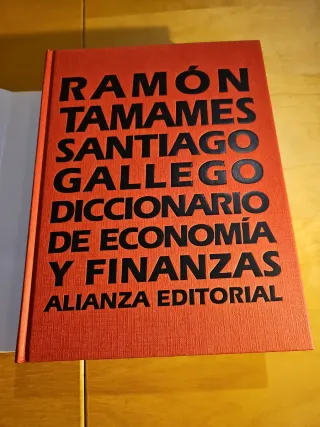 RAMÓN
TAMAMES
SANTIAGO
GALLEGO
DICCIONARIO
DE ECONOMÍA
Y FINANZAS
ALIANZA EDITORIAL